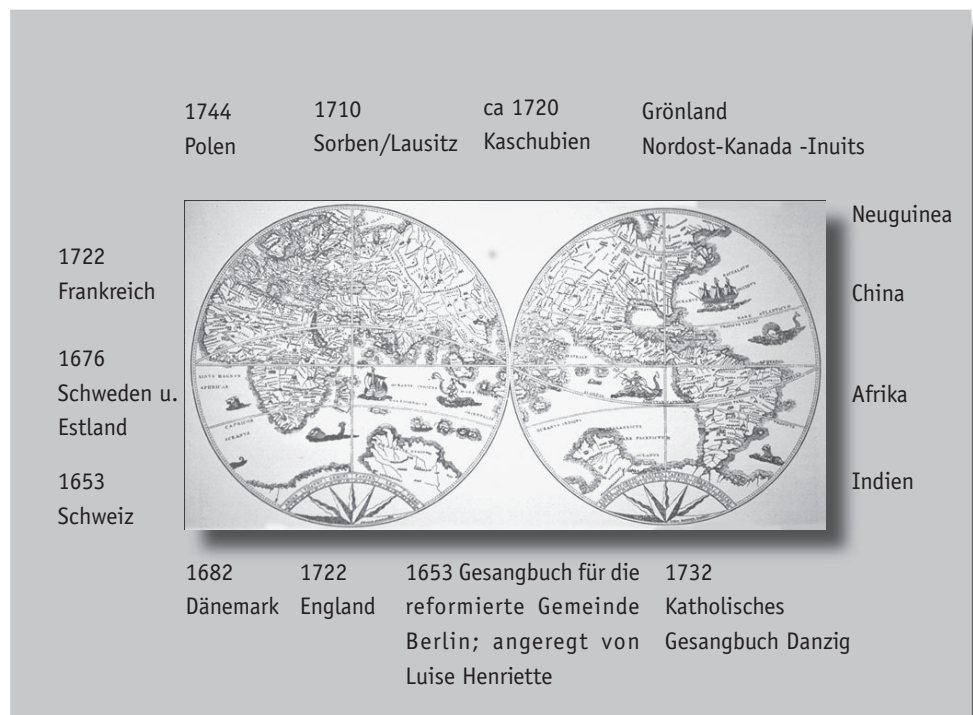 1744
Polen
1710
Sorben/Lausitz
ca 1720
Kaschubien
Grönland
Nordost-Kanada -Inuits
1722
Frankreich
1676
Schweden u.
Estland
1653
Schweiz
Neuguinea
China
Afrika
Indien
1682
Dänemark
1722
England
1653 Gesangbuch für die
reformierte Gemeinde
Berlin; angeregt von
Luise Henriette
1732
Katholisches
Gesangbuch Danzig